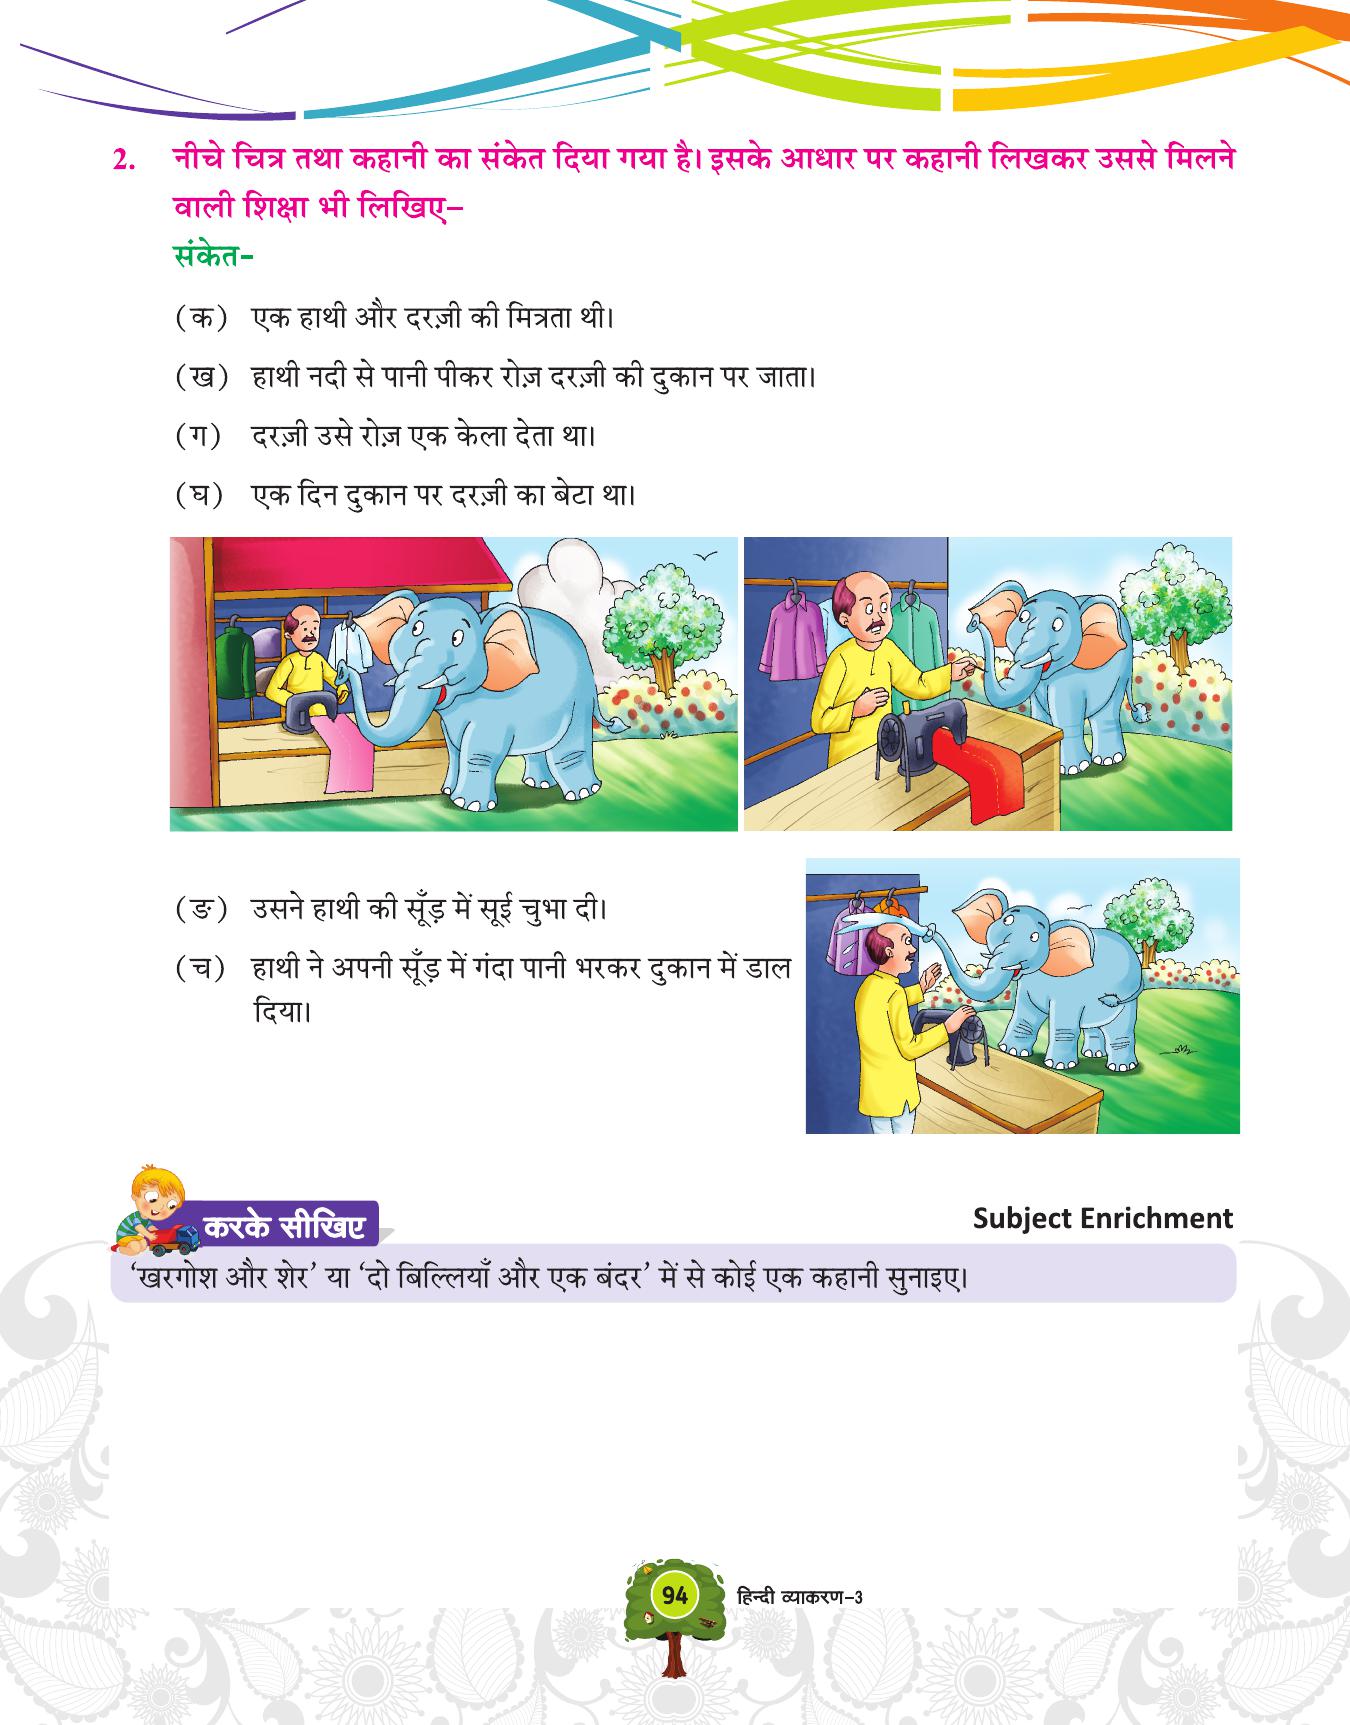 2. नीचे चित्र तथा कहानी का संकेत दिया गया है। इसके आधार पर कहानी लिखकर उससे मिलने
वाली शिक्षा भी लिखिए–
संकेत-
(क) एक हाथी और दरज़ी की मित्रता थी।
(ख) हाथी नदी से पानी पीकर रोज़ दरज़ी की दुकान पर जाता।
(ग) दरज़ी उसे रोज़ एक केला देता था।
(घ) एक दिन दुकान पर दरज़ी का बेटा था।
(ङ) उसने हाथी की सूँड़ में सूई चुभा दी।
(च) हाथी ने अपनी सूँड़ में गंदा पानी भरकर दुकान में डाल
दिया।
करके सीखिए
Subject Enrichment
‘खरगोश और शेर’ या ‘दो बिल्लियाँ और एक बंदर’ में से कोई एक कहानी सुनाइए।
94 हिन्दी व्याकरण–3